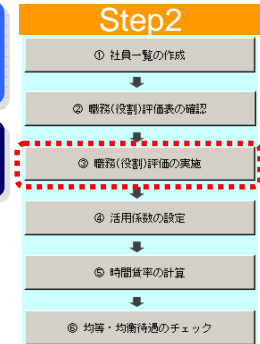 Step2
① 社員一覧の作成
② 職務(役割)評価表の確認
③ 職務(役割)評価の実施
④ 活用係数の設定
⑤ 時間賃率の計算
⑥ 均等・均衡待遇のチェック